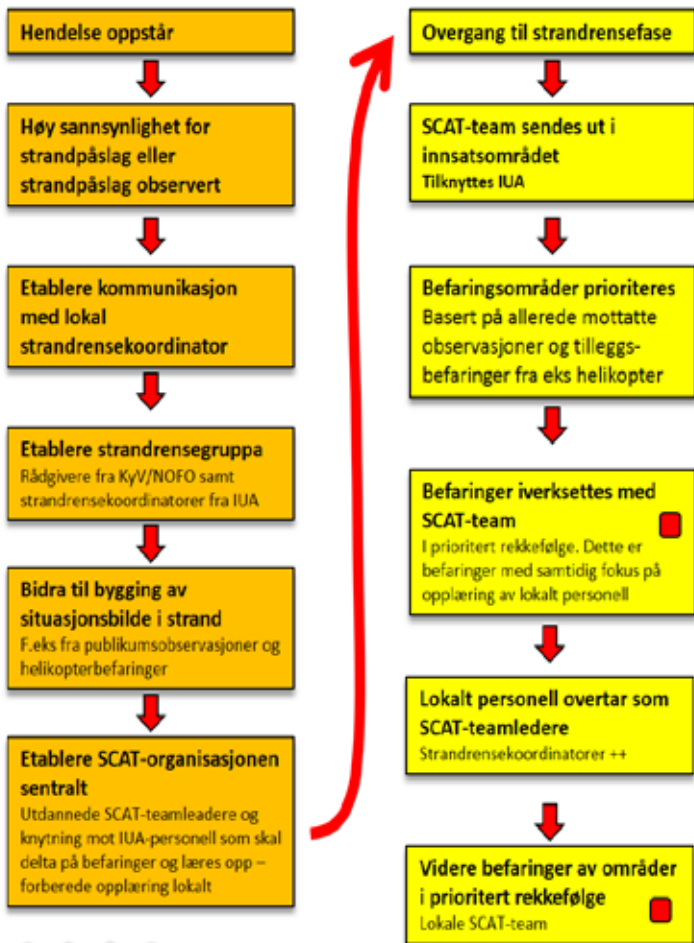 Hendelse oppstår
Høy sannsynlighet for
strandpåslag eller
strandpåslag observert
Etablere kommunikasjon
med lokal
strandrensekoordinator
Etablere strandrensegruppa
Rådgivere fra KyV/NOFO samt
strandrensekoordinatorer fra IUA
Bidra til bygging av
situasjonsbilde i strand
F.eks fra publikumsobservasjoner og
helikopterbefaringer
Etablere SCAT-organisasjonen
sentralt
Utdannede SCAT-teamleadere og
knytning mot IUA-personell som skal
delta på befaringer og læres opp –
forberede opplæring lokalt
Overgang til strandrensefase
SCAT-team sendes ut i
innsatsområdet
Tilknyttes IUA
Befaringsområder prioriteres
Basert på allerede mottatte
observasjoner og tilleggs-
befaringer fra eks helikopter
Befaringer iverksettes med
SCAT-team
I prioritert rekkefølge. Dette er
befaringer med samtidig fokus på
opplæring av lokalt personell
Lokalt personell overtar som
SCAT-teamledere
Strandrensekoordinatorer ++
Videre befaringer av områder
i prioritert rekkefølge
Lokale SCAT-team